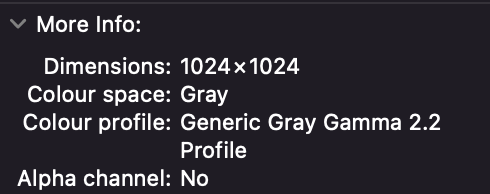 More Info:
Dimensions: 1024×1024
Colour space: Gray
Colour profile: Generic Gray Gamma 2.2
Profile
Alpha channel: No